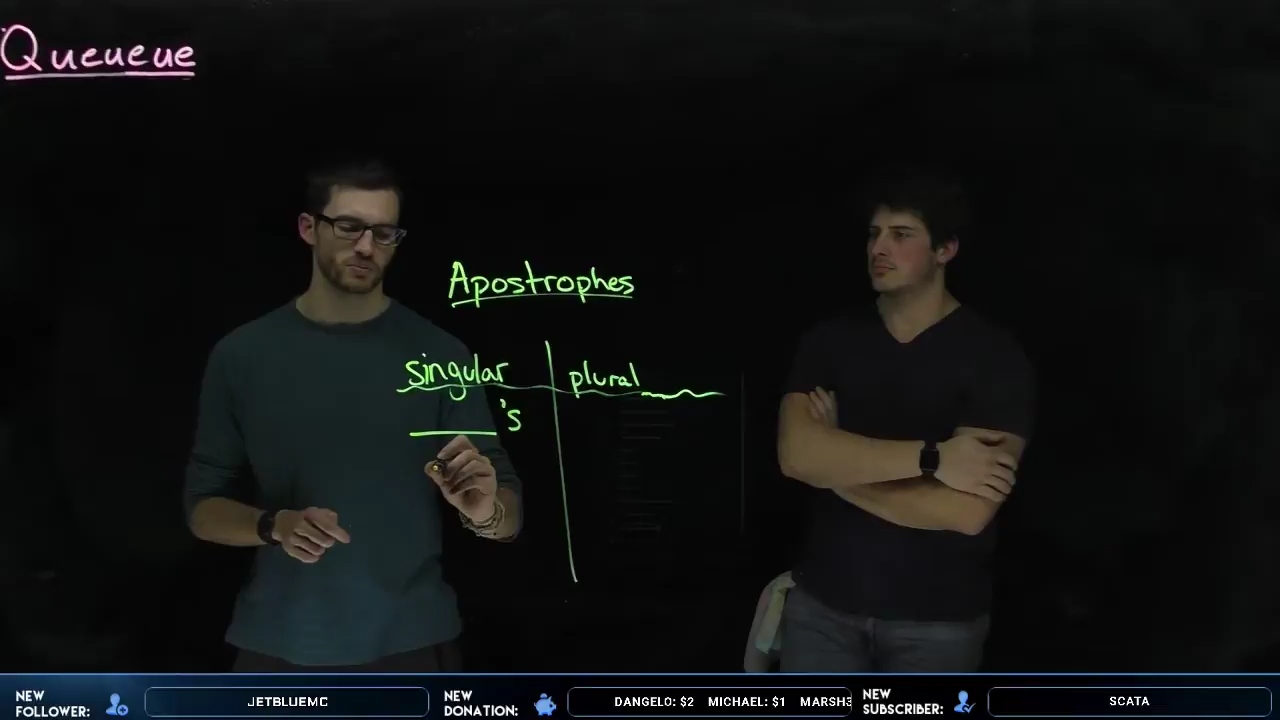 Queueue
Apostrophes
singular plural
's
NEW FOLLOWER: JETBLUEMC
NEW DONATION: DANGELO: $2 MICHAEL: $1
NEW SUBSCRIBER: SCATA